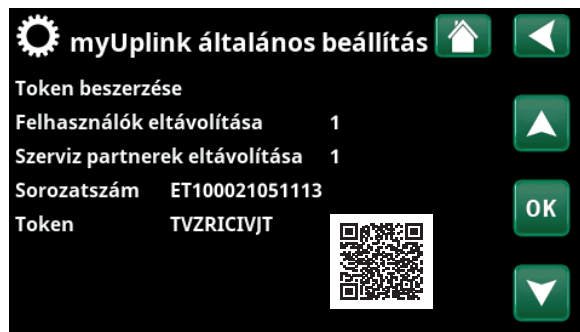 myUplink általános beállítás
Token beszerzése
Felhasználók eltávolítása 1
Szerviz partnerek eltávolítása 1
Sorozatszám ET100021051113
Token TVZRICIVJT
OK